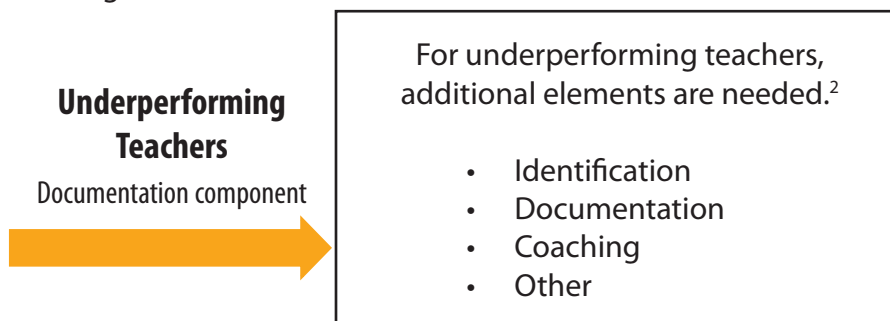 Underperforming
Teachers
Documentation component
For underperforming teachers,
additional elements are needed.²
• Identification
• Documentation
• Coaching
• Other